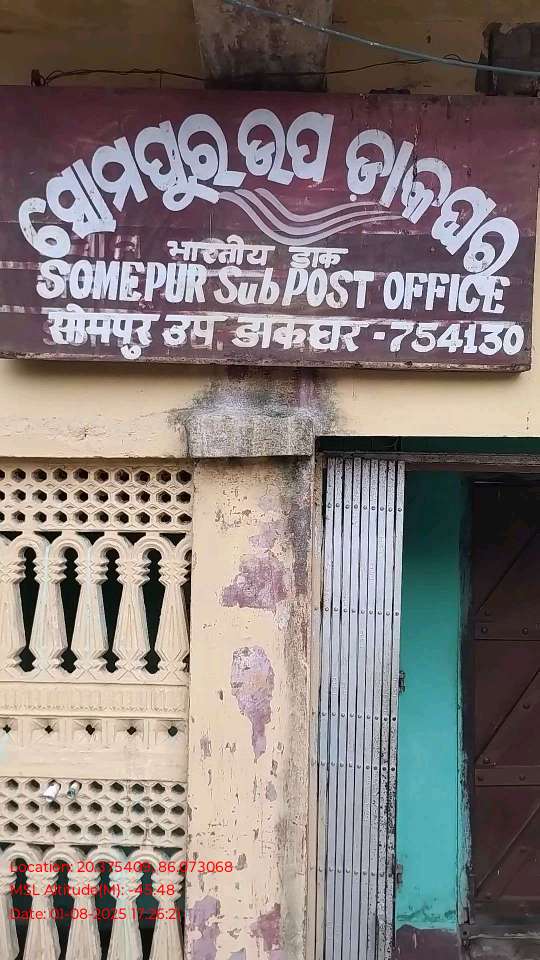 ସୋମପୁର ଉପ ଡାକଘର
भारतीय डाक
SOMEPUR Sub POST OFFICE
सोमपुर उप डाकघर -754130
Location: 20.375409, 86.073068
MSL Altitude(M): -45.48
Date: 01-08-2025 17:26:21